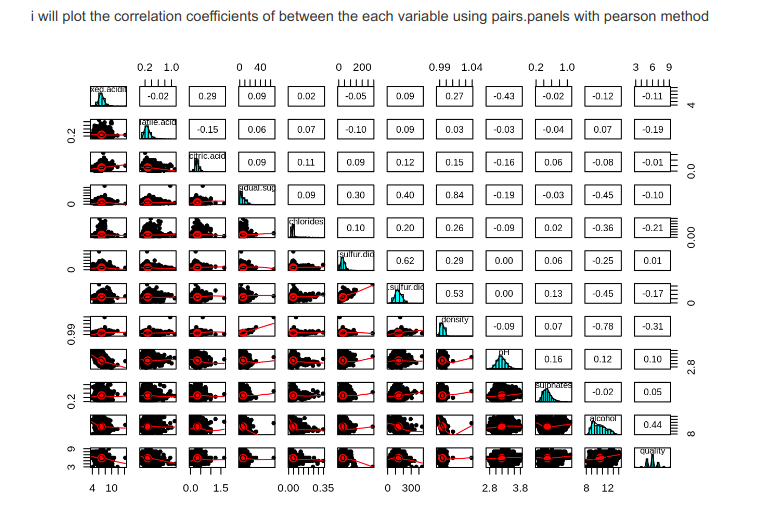 i will plot the correlation coefficients of between the each variable using pairs.panels with pearson method
0.2 1.0 0 40 0 200 0.99 1.04 0.2 1.0 3 6 9
xed.acidit -0.02 0.29 0.09 0.02 -0.05 0.09 0.27 -0.43 -0.02 -0.12 -0.11 4
0.2 latile.acid -0.15 0.06 0.07 -0.10 0.09 0.03 -0.03 -0.04 0.07 -0.19
citric.acid 0.09 0.11 0.09 0.12 0.15 -0.16 0.06 -0.08 -0.01 0.0
0 sidual.sug 0.09 0.30 0.40 0.84 -0.19 -0.03 -0.45 -0.10
chlorides 0.10 0.20 0.26 -0.09 0.02 -0.36 -0.21 0.00
0 sulfur.dio 0.62 0.29 0.00 0.06 -0.25 0.01
.sulfur.dio 0.53 0.00 0.13 -0.45 -0.17 0
0.99 density -0.09 0.07 -0.78 -0.31
pH 0.16 0.12 0.10 2.8
0.2 sulphates -0.02 0.05
alcohol 0.44 8
3 9 quality
4 10 0.0 1.5 0.00 0.35 0 300 2.8 3.8 8 12